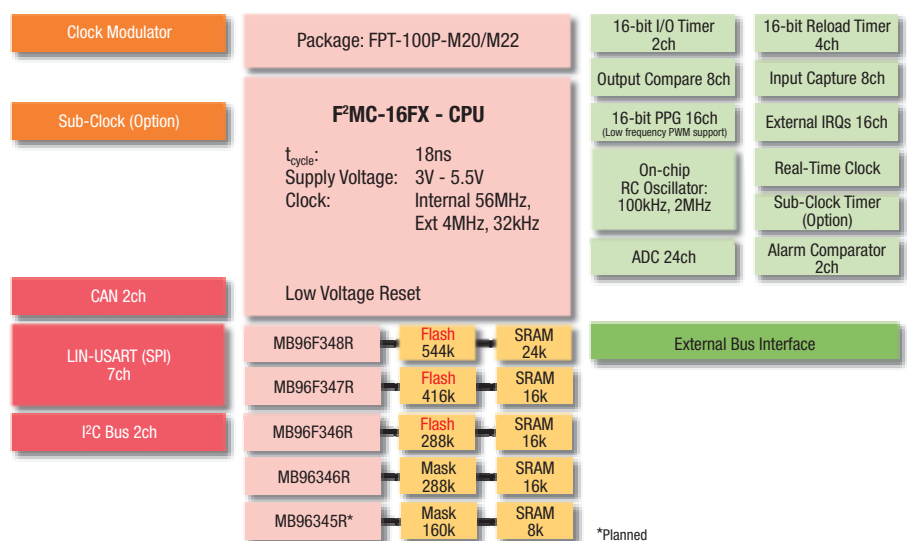 Clock Modulator
Sub-Clock (Option)
CAN 2ch
LIN-USART (SPI)
7ch
I²C Bus 2ch
Package: FPT-100P-M20/M22
F²MC-16FX - CPU
tcycle: 18ns
Supply Voltage: 3V - 5.5V
Clock: Internal 56MHz,
Ext 4MHz, 32kHz
Low Voltage Reset
MB96F348R Flash 544k SRAM 24k
MB96F347R Flash 416k SRAM 16k
MB96F346R Flash 288k SRAM 16k
MB96346R Mask 288k SRAM 16k
MB96345R* Mask 160k SRAM 8k
16-bit I/O Timer
2ch
16-bit Reload Timer
4ch
Output Compare 8ch
Input Capture 8ch
16-bit PPG 16ch
(Low frequency PWM support)
External IRQs 16ch
On-chip
RC Oscillator:
100kHz, 2MHz
Real-Time Clock
Sub-Clock Timer
(Option)
ADC 24ch
Alarm Comparator
2ch
External Bus Interface
*Planned